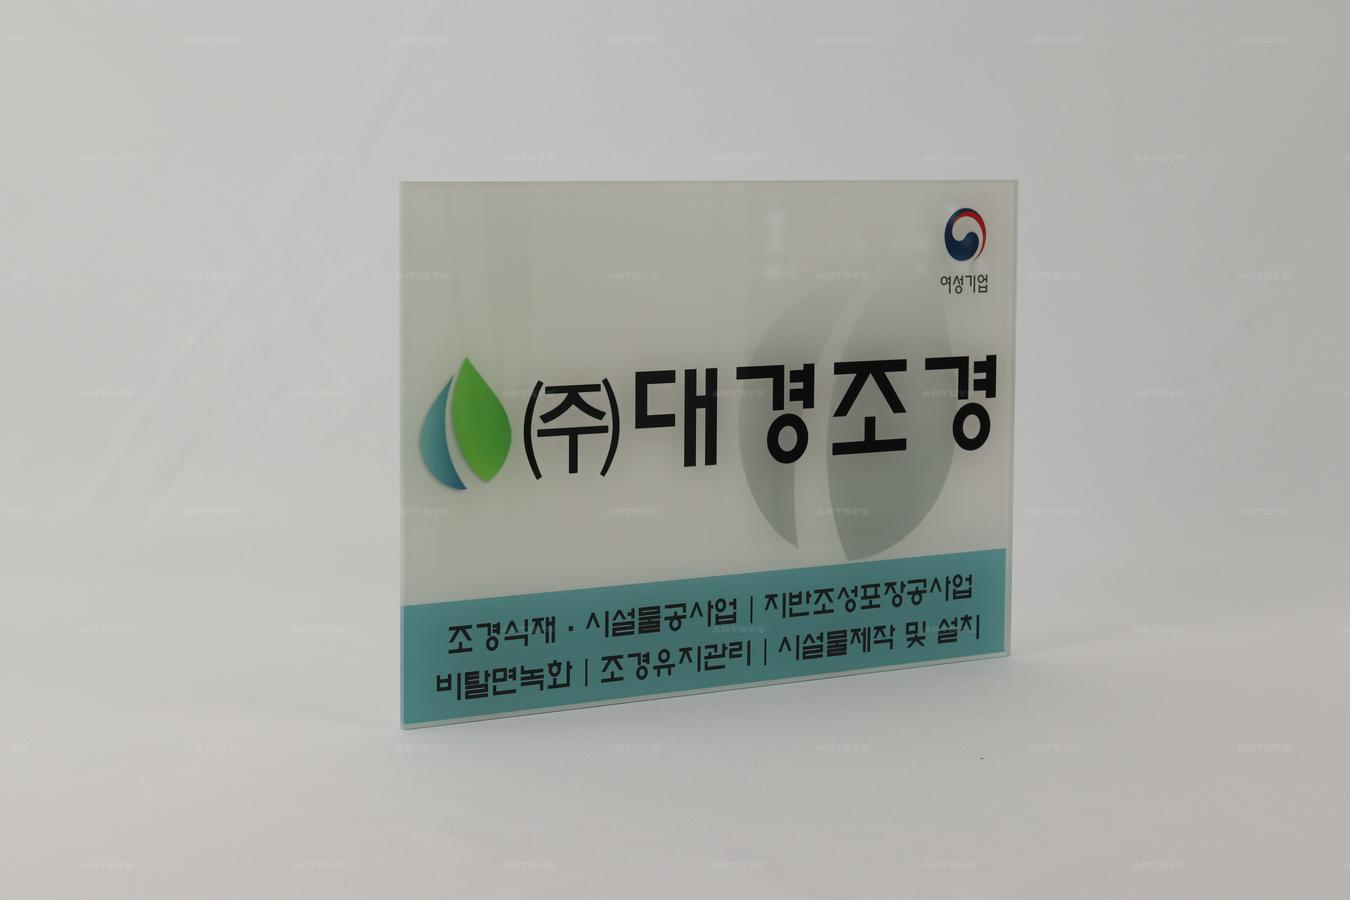 여성기업
(주)대경조경
조경식재 · 시설물공사업 | 지반조성포장공사업
비탈면녹화 | 조경유지관리 | 시설물제작 및 설치
ARTSYS